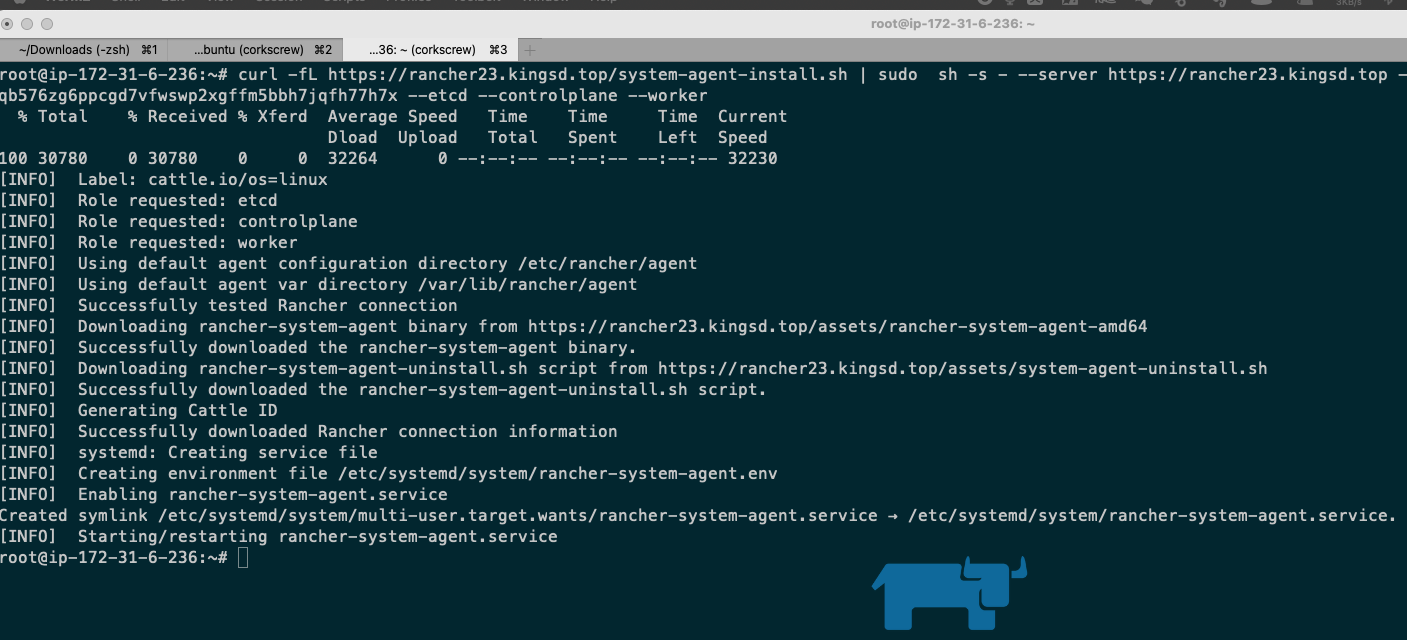 root@ip-172-31-6-236: ~
~/Downloads (-zsh) ⌘1 ...buntu (corkscrew) ⌘2 ...36: ~ (corkscrew) ⌘3 +
root@ip-172-31-6-236:~# curl -fL https://rancher23.kingsd.top/system-agent-install.sh | sudo  sh -s - --server https://rancher23.kingsd.top -
qb576zg6ppcgd7vfwswp2xgffm5bbh7jqfh77h7x --etcd --controlplane --worker
  % Total    % Received % Xferd  Average Speed   Time    Time     Time  Current
                                 Dload  Upload   Total   Spent    Left  Speed
100 30780    0 30780    0     0  32264      0 --:--:-- --:--:-- --:--:-- 32230
[INFO]  Label: cattle.io/os=linux
[INFO]  Role requested: etcd
[INFO]  Role requested: controlplane
[INFO]  Role requested: worker
[INFO]  Using default agent configuration directory /etc/rancher/agent
[INFO]  Using default agent var directory /var/lib/rancher/agent
[INFO]  Successfully tested Rancher connection
[INFO]  Downloading rancher-system-agent binary from https://rancher23.kingsd.top/assets/rancher-system-agent-amd64
[INFO]  Successfully downloaded the rancher-system-agent binary.
[INFO]  Downloading rancher-system-agent-uninstall.sh script from https://rancher23.kingsd.top/assets/system-agent-uninstall.sh
[INFO]  Successfully downloaded the rancher-system-agent-uninstall.sh script.
[INFO]  Generating Cattle ID
[INFO]  Successfully downloaded Rancher connection information
[INFO]  systemd: Creating service file
[INFO]  Creating environment file /etc/systemd/system/rancher-system-agent.env
[INFO]  Enabling rancher-system-agent.service
Created symlink /etc/systemd/system/multi-user.target.wants/rancher-system-agent.service → /etc/systemd/system/rancher-system-agent.service.
[INFO]  Starting/restarting rancher-system-agent.service
root@ip-172-31-6-236:~#